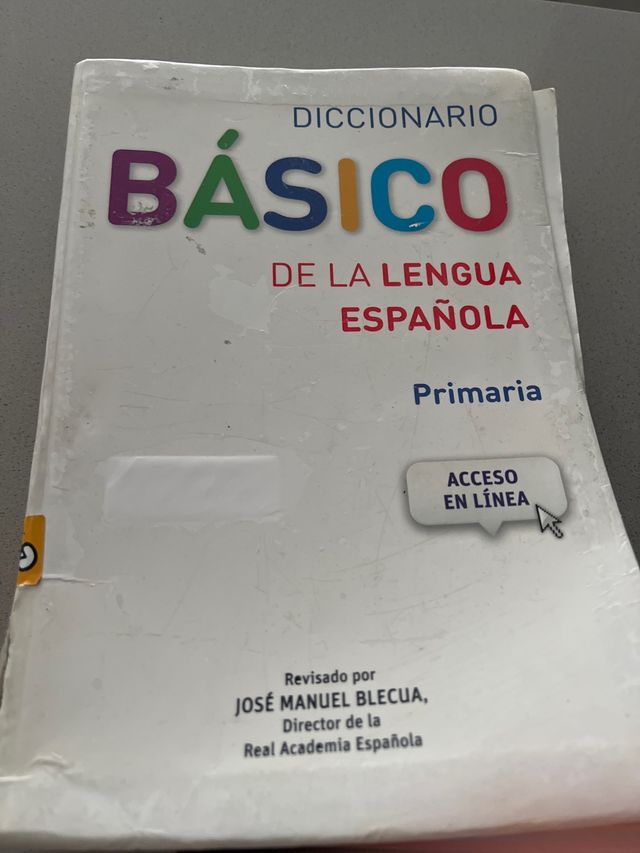 DICCIONARIO
BÁSICO
DE LA LENGUA
ESPAÑOLA
Primaria
ACCESO
EN LÍNEA
Revisado por
JOSÉ MANUEL BLECUA,
Director de la
Real Academia Española